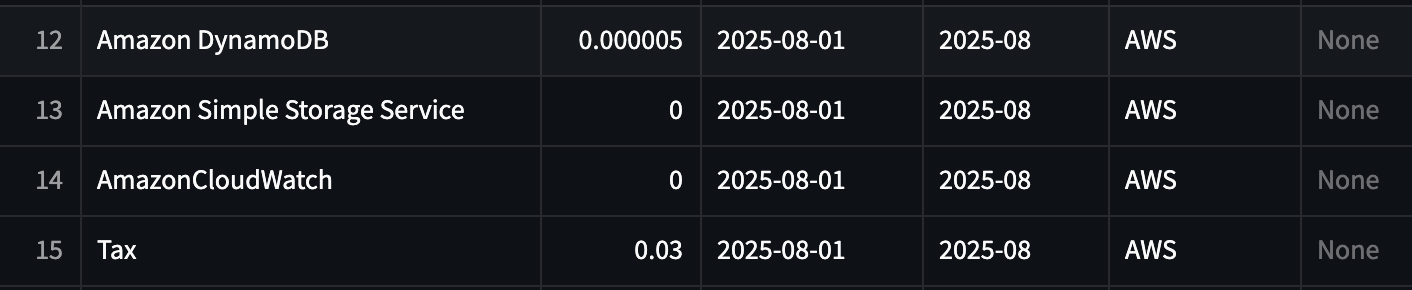 12 Amazon DynamoDB 0.000005 2025-08-01 2025-08 AWS None
13 Amazon Simple Storage Service 0 2025-08-01 2025-08 AWS None
14 AmazonCloudWatch 0 2025-08-01 2025-08 AWS None
15 Tax 0.03 2025-08-01 2025-08 AWS None